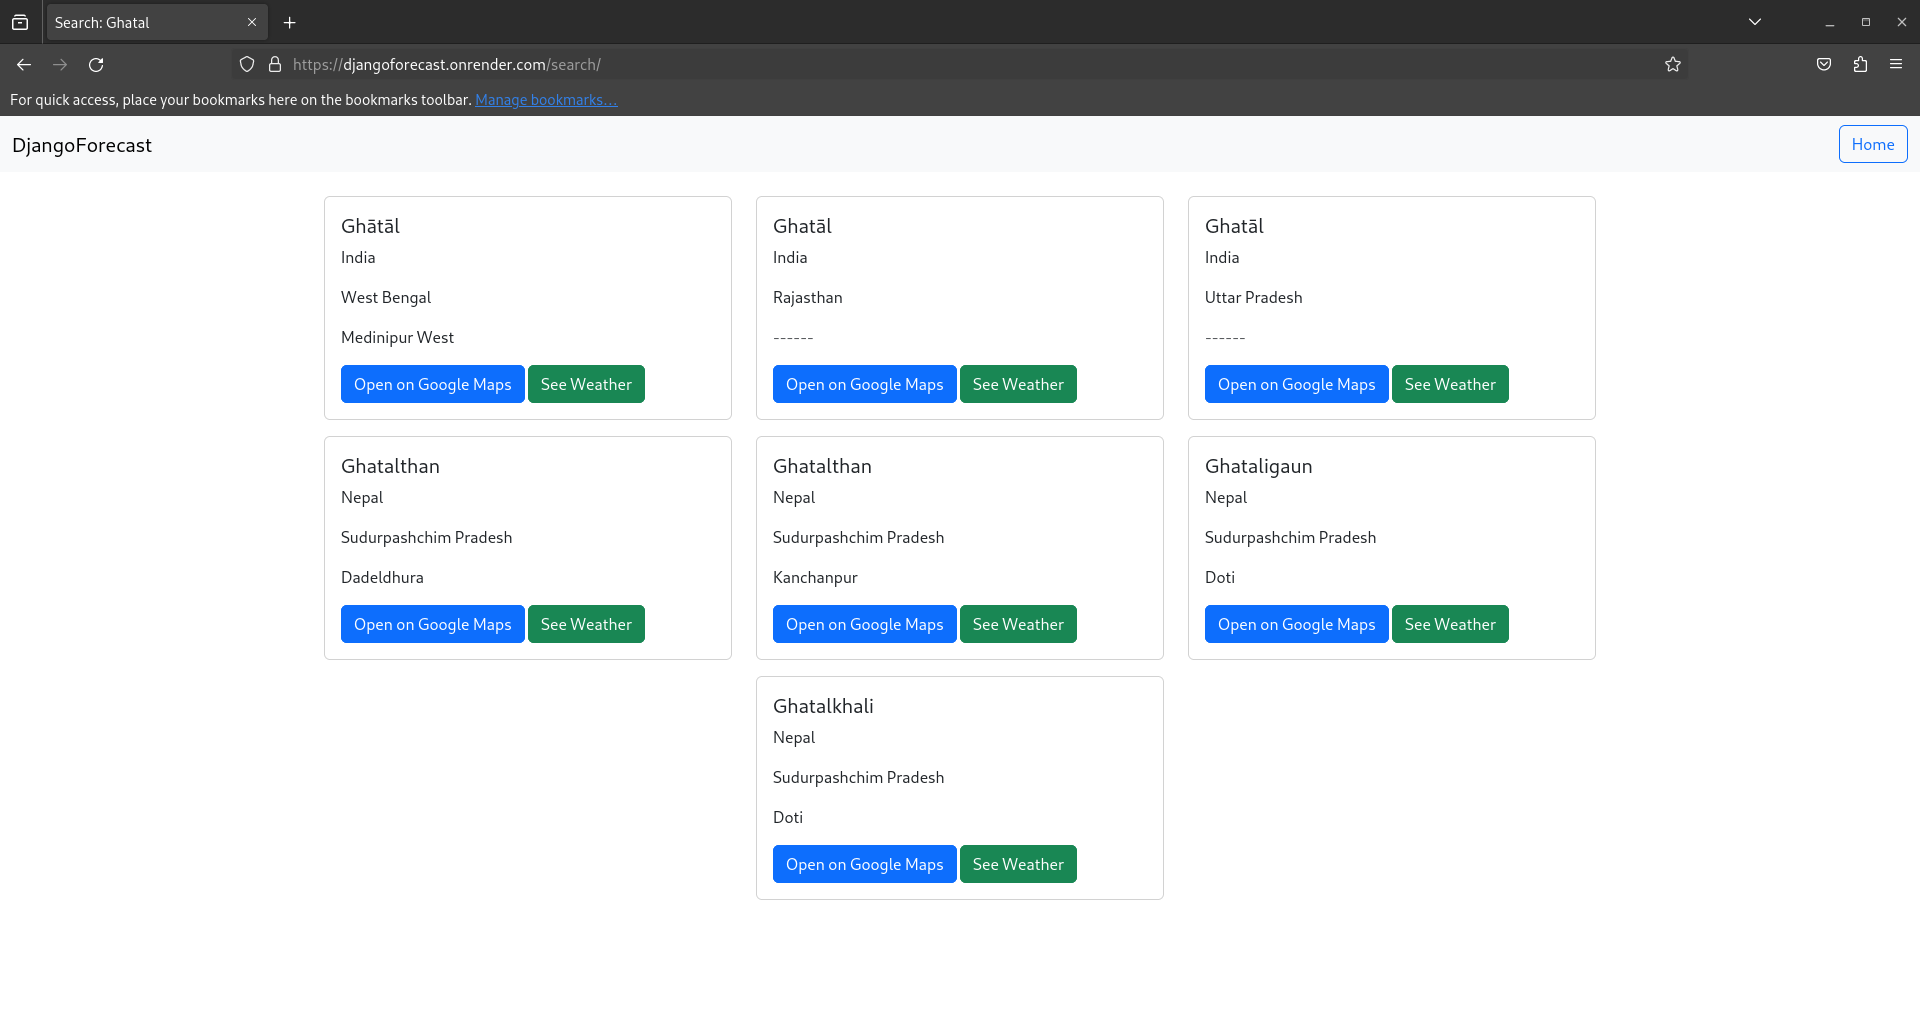 Search: Ghatal
https://djangoforecast.onrender.com/search/
For quick access, place your bookmarks here on the bookmarks toolbar. Manage bookmarks...
DjangoForecast
Home
Ghātāl
India
West Bengal
Medinipur West
Open on Google Maps See Weather
Ghatāl
India
Rajasthan
------
Open on Google Maps See Weather
Ghatāl
India
Uttar Pradesh
------
Open on Google Maps See Weather
Ghatalthan
Nepal
Sudurpashchim Pradesh
Dadeldhura
Open on Google Maps See Weather
Ghatalthan
Nepal
Sudurpashchim Pradesh
Kanchanpur
Open on Google Maps See Weather
Ghataligaun
Nepal
Sudurpashchim Pradesh
Doti
Open on Google Maps See Weather
Ghatalkhali
Nepal
Sudurpashchim Pradesh
Doti
Open on Google Maps See Weather